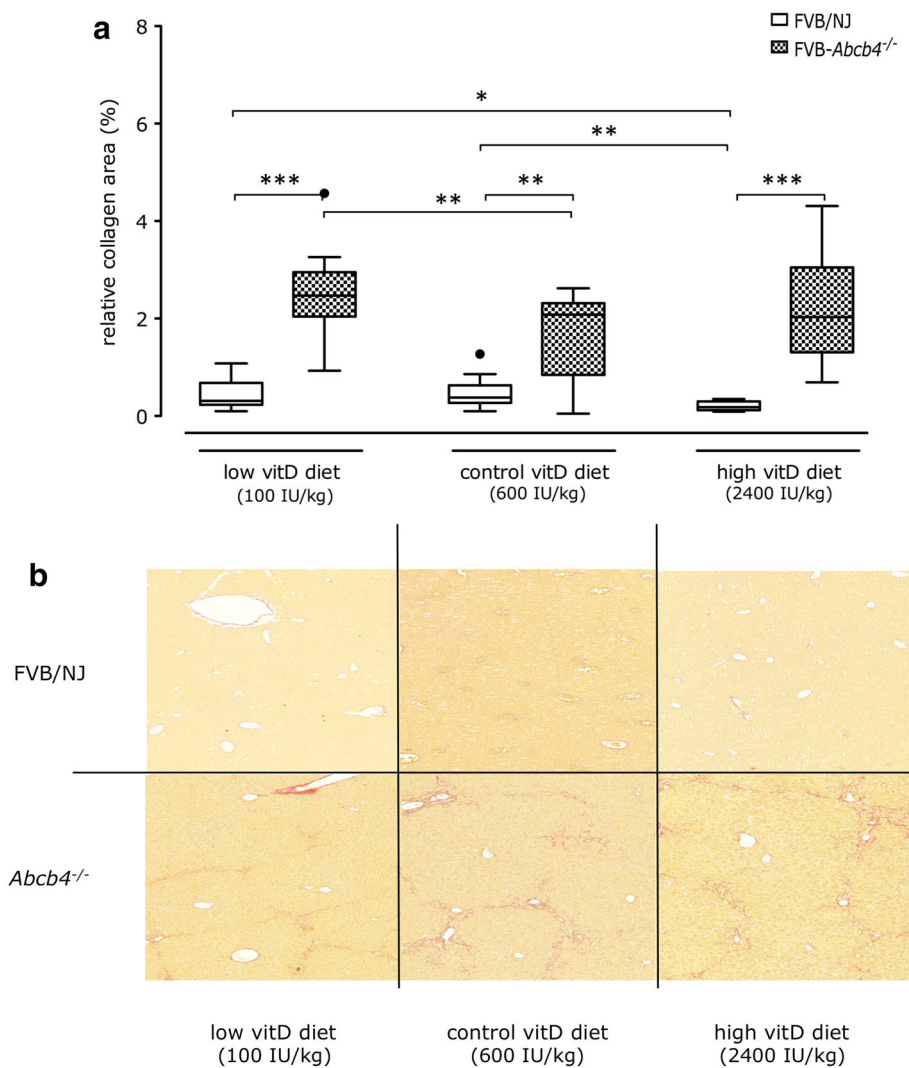 a
8
FVB/NJ
FVB-Abcb4-/-
relative collagen area (%)
6
*
**
***
**
***
4
**
2
0
low vitD diet
control vitD diet
high vitD diet
(100 IU/kg)
(600 IU/kg)
(2400 IU/kg)
b
FVB/NJ
Abcb4-/-
low vitD diet
control vitD diet
high vitD diet
(100 IU/kg)
(600 IU/kg)
(2400 IU/kg)